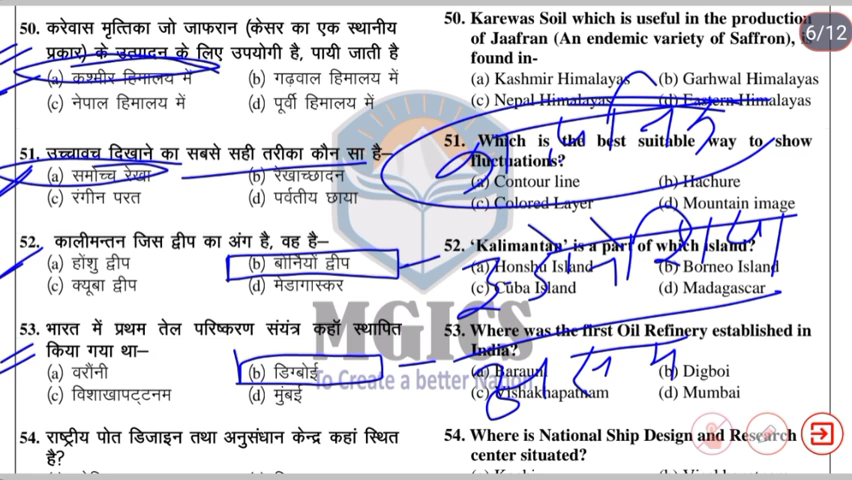 50. करेवास मृत्तिका जो जाफरान (केसर का एक स्थानीय
प्रकार) के उत्पादन के लिए उपयोगी है, पायी जाती है
(a) कश्मीर हिमालय में (b) गढ़वाल हिमालय में
(c) नेपाल हिमालय में (d) पूर्वी हिमालय में
51. उच्चावच दिखाने का सबसे सही तरीका कौन सा है–
(a) समोच्च रेखा (b) रेखाच्छादन
(c) रंगीन परत (d) पर्वतीय छाया
52. कालीमन्तन जिस द्वीप का अंग है, वह है–
(a) होंशु द्वीप (b) बोर्नियो द्वीप
(c) क्यूबा द्वीप (d) मेडागास्कर
53. भारत में प्रथम तेल परिष्करण संयंत्र कहाँ स्थापित
किया गया था–
(a) वरौंनी (b) डिग्बोई
(c) विशाखापट्टनम (d) मुंबई
54. राष्ट्रीय पोत डिजाइन तथा अनुसंधान केन्द्र कहां स्थित
है?
50. Karewas Soil which is useful in the production
of Jaafran (An endemic variety of Saffron),
found in-
(a) Kashmir Himalayas (b) Garhwal Himalayas
(c) Nepal Himalayas (d) Eastern Himalayas
51. Which is the best suitable way to show
fluctuations?
(a) Contour line (b) Hachure
(c) Colored Layer (d) Mountain image
52. ‘Kalimantan’ is a part of which island?
(a) Honshu Island (b) Borneo Island
(c) Cuba Island (d) Madagascar
53. Where was the first Oil Refinery established in
India?
(a) Barauni (b) Digboi
(c) Vishakhapatnam (d) Mumbai
54. Where is National Ship Design and Research
center situated?
6/12
MGICS
To Create a better Nation
इंडोनेशिया
असम